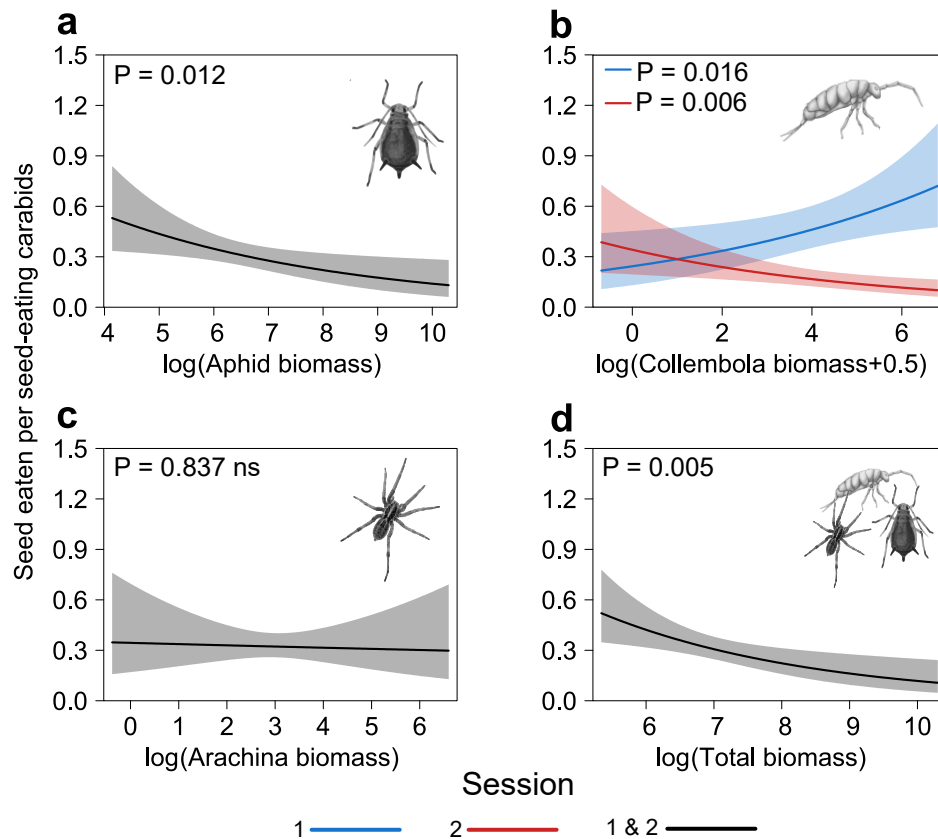 Seed eaten per seed-eating carabids
a
P = 0.012
1.5
1.2
0.9
0.6
0.3
0.0
4 5 6 7 8 9 10
log(Aphid biomass)
b
P = 0.016
P = 0.006
1.5
1.2
0.9
0.6
0.3
0.0
0 2 4 6
log(Collembola biomass+0.5)
c
P = 0.837 ns
1.5
1.2
0.9
0.6
0.3
0.0
0 1 2 3 4 5 6
log(Arachina biomass)
d
P = 0.005
1.5
1.2
0.9
0.6
0.3
0.0
6 7 8 9 10
log(Total biomass)
Session
1 2 1 & 2